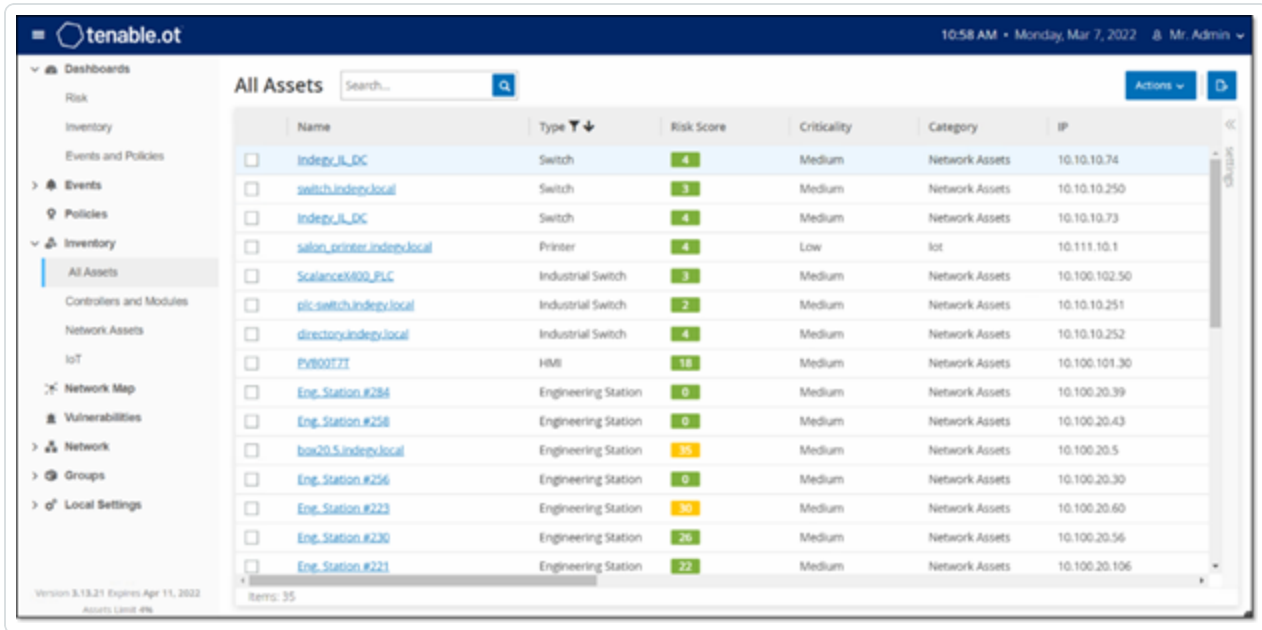 tenable.ot
10:58 AM • Monday, Mar 7, 2022 Mr. Admin
Dashboards
Risk
Inventory
Events and Policies
Events
Policies
Inventory
All Assets
Controllers and Modules
Network Assets
IoT
Network Map
Vulnerabilities
Network
Groups
Local Settings
Version 3.13.21 Expires Apr 11, 2022
Assets Limit 4%
All Assets Search... Actions
Name Type Risk Score Criticality Category IP
Indegy_IL_DC Switch 4 Medium Network Assets 10.10.10.74
switch.indegy.local Switch 3 Medium Network Assets 10.10.10.250
Indegy_IL_DC Switch 4 Medium Network Assets 10.10.10.73
salon_printer.indegy.local Printer 4 Low Iot 10.111.10.1
ScalanceX400_PLC Industrial Switch 3 Medium Network Assets 10.100.102.50
plc-switch.indegy.local Industrial Switch 2 Medium Network Assets 10.10.10.251
directory.indegy.local Industrial Switch 4 Medium Network Assets 10.10.10.252
PV800T7T HMI 18 Medium Network Assets 10.100.101.30
Eng. Station #284 Engineering Station 0 Medium Network Assets 10.100.20.39
Eng. Station #258 Engineering Station 0 Medium Network Assets 10.100.20.43
box20.5.indegy.local Engineering Station 35 Medium Network Assets 10.100.20.5
Eng. Station #256 Engineering Station 0 Medium Network Assets 10.100.20.30
Eng. Station #223 Engineering Station 30 Medium Network Assets 10.100.20.60
Eng. Station #230 Engineering Station 26 Medium Network Assets 10.100.20.56
Eng. Station #221 Engineering Station 22 Medium Network Assets 10.100.20.106
Items: 35
settings